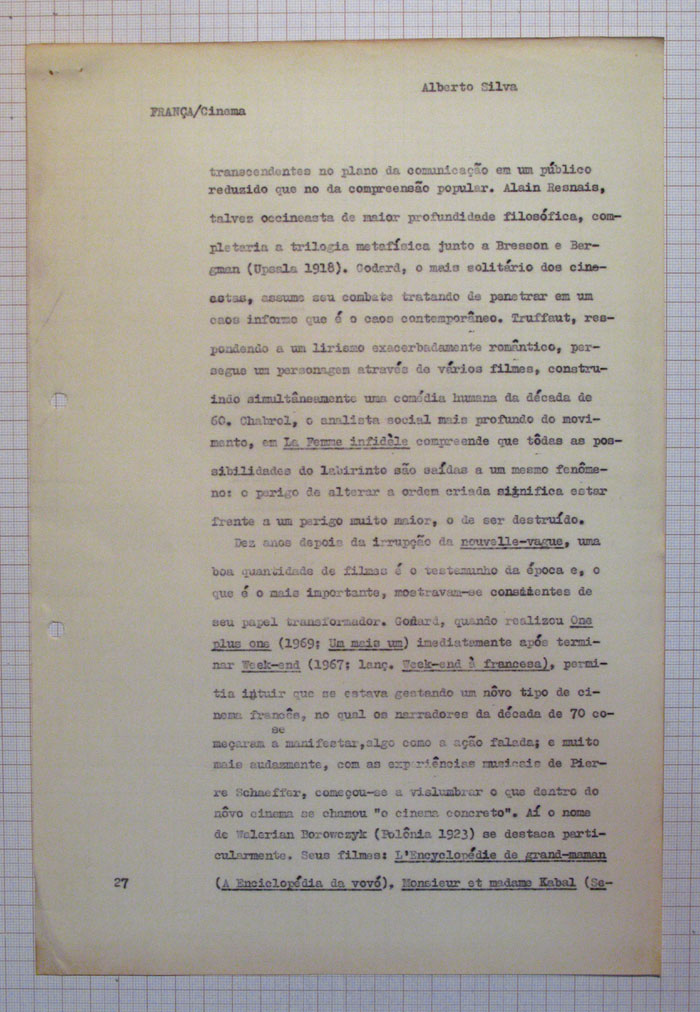 Alberto Silva
FRANÇA/Cinema
transcendentes no plano da comunicação em um público
reduzido que no da compreensão popular. Alain Resnais,
talvez occineasta de maior profundidade filosófica, com-
pletaria a trilogia metafísica junto a Bresson e Ber-
gman (Upsala 1918). Godard, o mais solitário dos cine-
astas, assume seu combate tratando de penetrar em um
caos informe que é o caos contemporâneo. Truffaut, res-
pondendo a um lirismo exacerbadamente romântico, per-
segue um personagem através de vários filmes, constru-
indo simultâneamente uma comédia humana da década de
60. Chabrol, o analista social mais profundo do movi-
mento, em La Femme infidèle compreende que tôdas as pos-
sibilidades do labirinto são saídas a um mesmo fenôme-
no: o perigo de alterar a ordem criada significa estar
frente a um perigo muito maior, o de ser destruído.
Dez anos depois da irrupção da nouvelle-vague, uma
boa quantidade de filmes é o testemunho da época e, o
que é o mais importante, mostravam-se conscientes de
seu papel transformador. Godard, quando realizou One
plus one (1969; Um mais um) imediatamente após termi-
nar Week-end (1967; lanç. Week-end à francesa), permi-
tia intuir que se estava gestando um nôvo tipo de ci-
nema francês, no qual os narradores da década de 70 co-
se
meçaram a manifestar,algo como a ação falada; e muito
mais audazmente, com as experiências musicais de Pier-
re Schaeffer, começou-se a vislumbrar o que dentro do
nôvo cinema se chamou "o cinema concreto". Aí o nome
de Walerian Borowczyk (Polônia 1923) se destaca parti-
cularmente. Seus filmes: L'Encyclopédie de grand-maman
27 (A Enciclopédia da vovó), Monsieur et madame Kabal (Se-